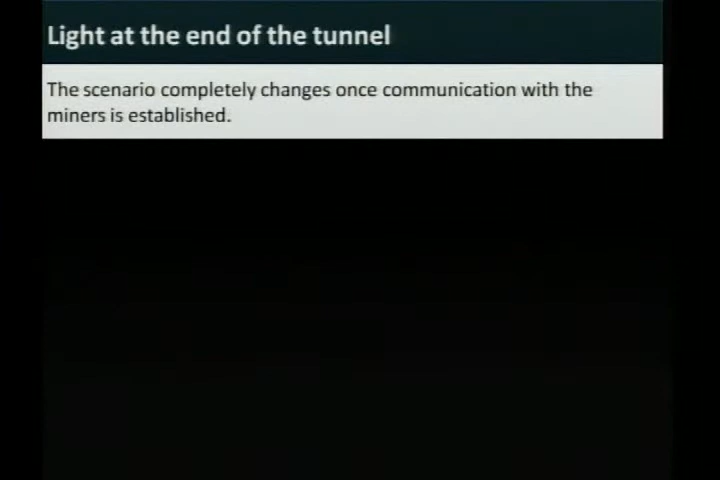 Light at the end of the tunnel
The scenario completely changes once communication with the
miners is established.